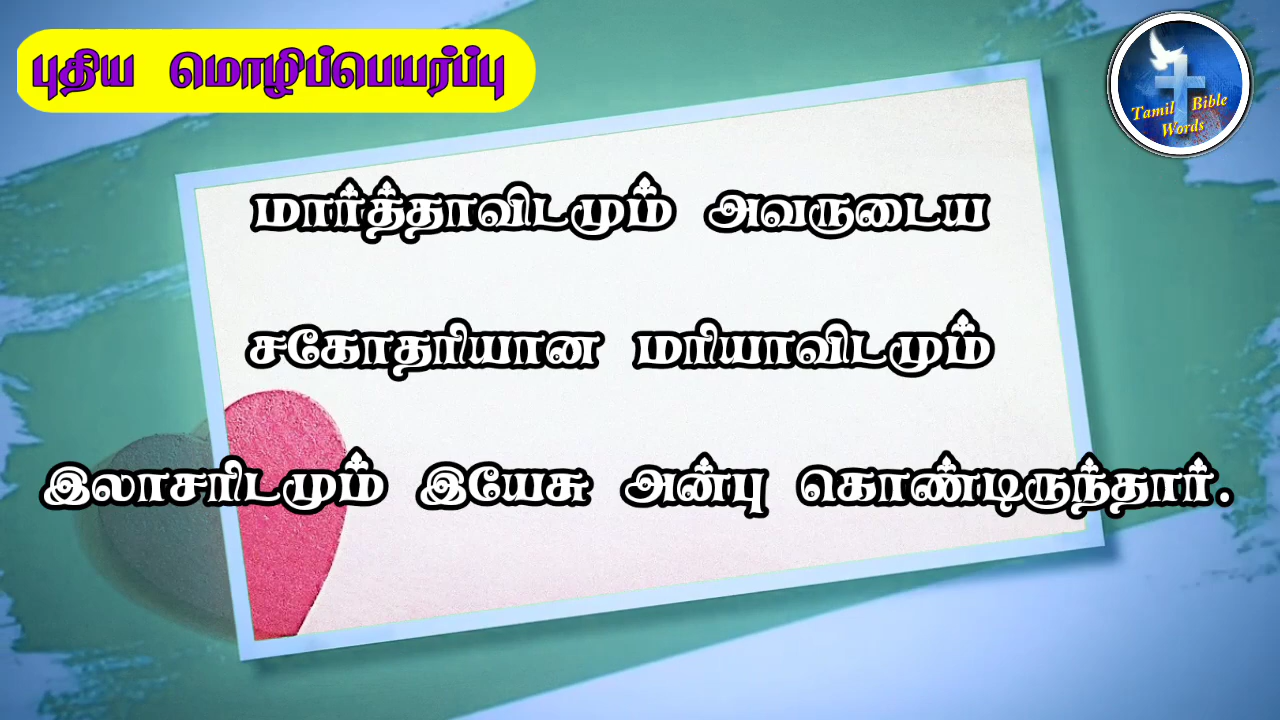 புதிய மொழிப்பெயர்ப்பு
Tamil Bible
Words
மார்த்தாவிடமும் அவருடைய
சகோதரியான மரியாவிடமும்
இலாசரிடமும் இயேசு அன்பு கொண்டிருந்தார்.